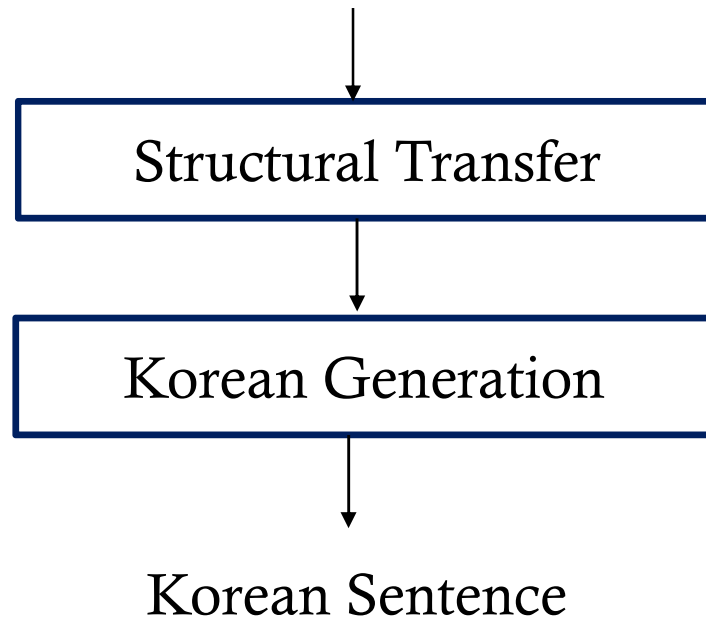 Structural Transfer
Korean Generation
Korean Sentence